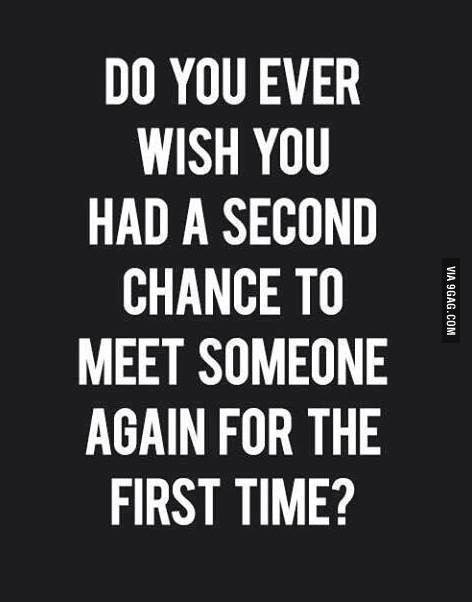 DO YOU EVER
WISH YOU
HAD A SECOND
CHANCE TO
MEET SOMEONE
AGAIN FOR THE
FIRST TIME?
VIA 9GAG.COM